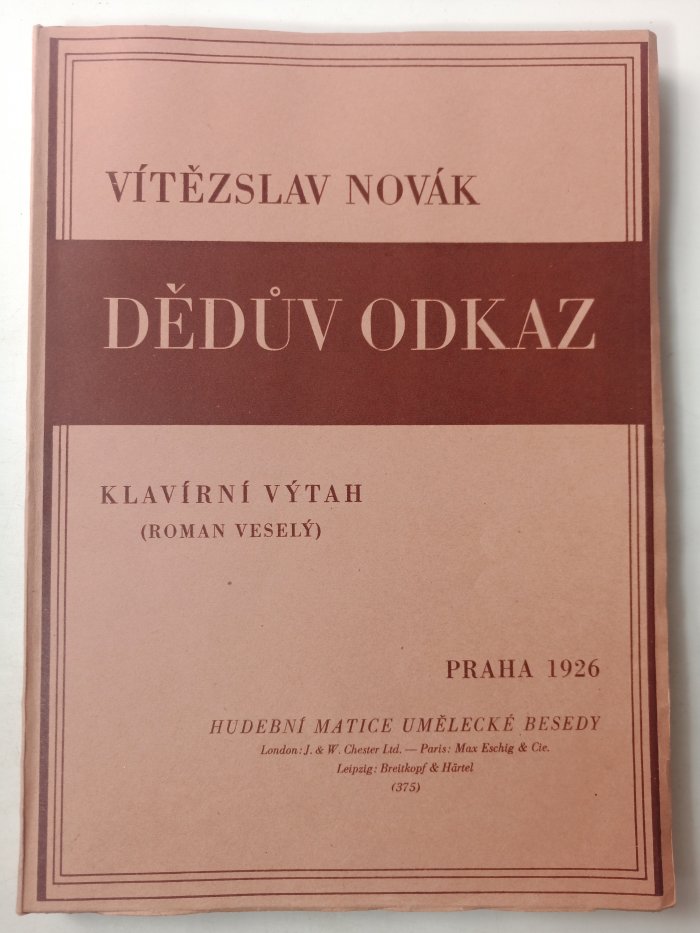 VÍTĚZSLAV NOVÁK
DĚDŮV ODKAZ
KLAVÍRNÍ VÝTAH
(ROMAN VESELÝ)
PRAHA 1926
HUDEBNÍ MATICE UMĚLECKÉ BESEDY
London: J. & W. Chester Ltd. — Paris: Max Eschig & Cie.
Leipzig: Breitkopf & Härtel
(375)